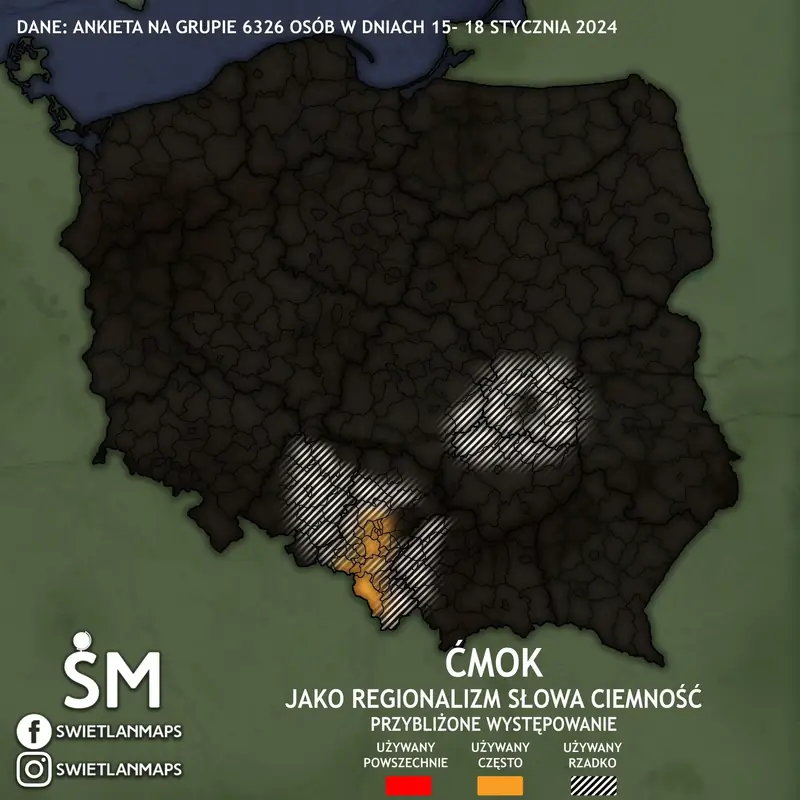 DANE: ANKIETA NA GRUPIE 6326 OSÓB W DNIACH 15- 18 STYCZNIA 2024
ŚM
SWIETLANMAPS
SWIETLANMAPS
ĆMOK
JAKO REGIONALIZM SŁOWA CIEMNOŚĆ
PRZYBLIŻONE WYSTĘPOWANIE
UŻYWANY POWSZECHNIE
UŻYWANY CZĘSTO
UŻYWANY RZADKO